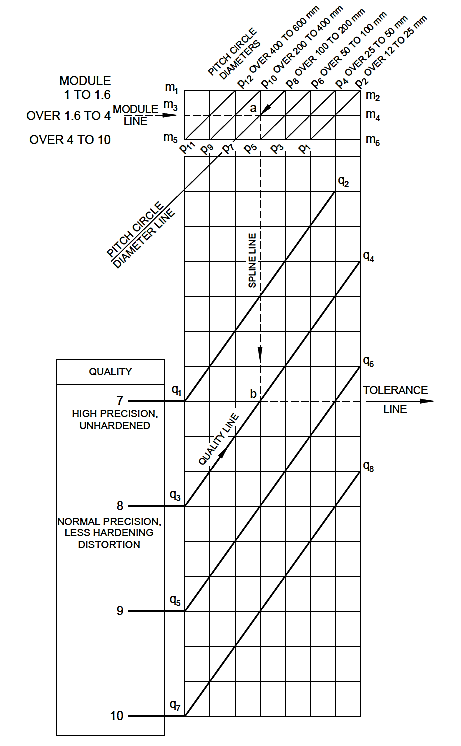 PITCH CIRCLE
DIAMETERS
p12 OVER 400 TO 600 mm
p10 OVER 200 TO 400 mm
p8 OVER 100 TO 200 mm
p6 OVER 50 TO 100 mm
p4 OVER 25 TO 50 mm
p2 OVER 12 TO 25 mm
MODULE
1 TO 1.6
m1
m2
OVER 1.6 TO 4
MODULE
LINE
m3
a
m4
OVER 4 TO 10
m5
m6
p11
p9
p7
p5
p3
p1
PITCH CIRCLE
DIAMETER LINE
q2
SPLINE LINE
q4
QUALITY
q6
7
q1
b
TOLERANCE
LINE
HIGH PRECISION,
UNHARDENED
QUALITY LINE
q8
8
q3
NORMAL PRECISION,
LESS HARDENING
DISTORTION
9
q5
10
q7